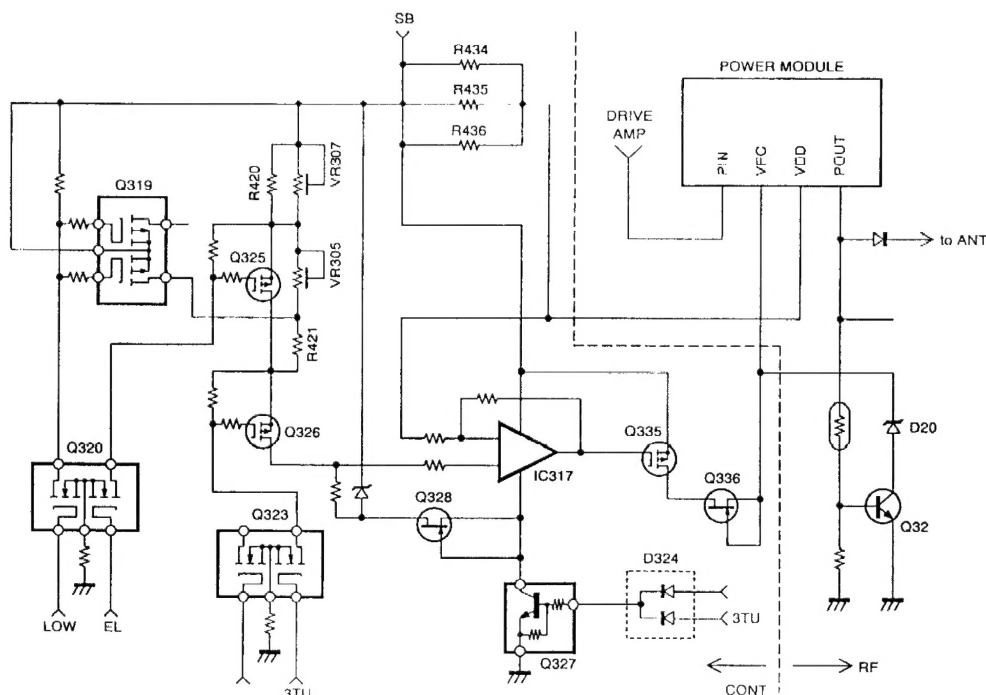 SB
R434
R435
R436
POWER MODULE
DRIVE
AMP
PIN
VFC
VDD
POUT
to ANT
Q319
R420
VR307
Q325
VR305
R421
Q326
Q320
Q323
Q328
IC317
Q335
Q336
D20
Q32
D324
3TU
Q327
LOW
EL
3TU
CONT
RF